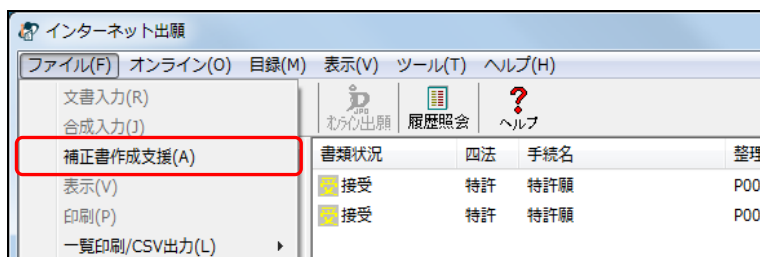 インターネット出願
ファイル(F) オンライン(O) 目録(M) 表示(V) ツール(T) ヘルプ(H)
文書入力(R)
合成入力(J)
補正書作成支援(A)
表示(V)
印刷(P)
一覧印刷/CSV出力(L)
オンライン出願 履歴照会 ヘルプ
書類状況 四法 手続名 整理
受 接受 特許 特許願 P00
受 接受 特許 特許願 P00